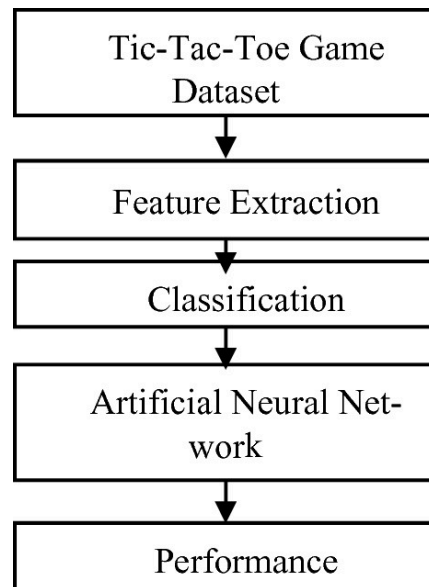 Tic-Tac-Toe Game
Dataset
Feature Extraction
Classification
Artificial Neural Net-
work
Performance